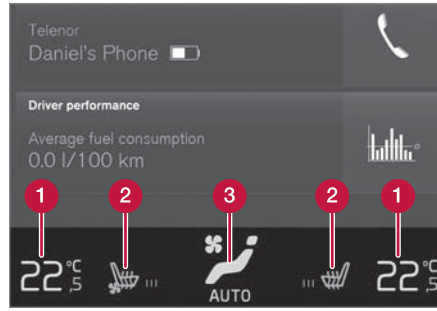 Telenor
Daniel's Phone
Driver performance
Average fuel consumption
0.0 l/100 km
1 2 3 2 1
22,5 °C 22,5 °C
AUTO